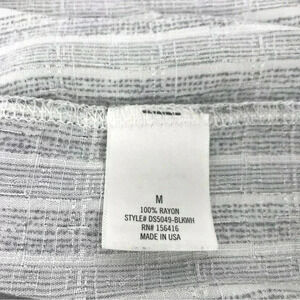 M
100% RAYON
STYLE# DS5049-BLKWH
RN# 156416
MADE IN USA